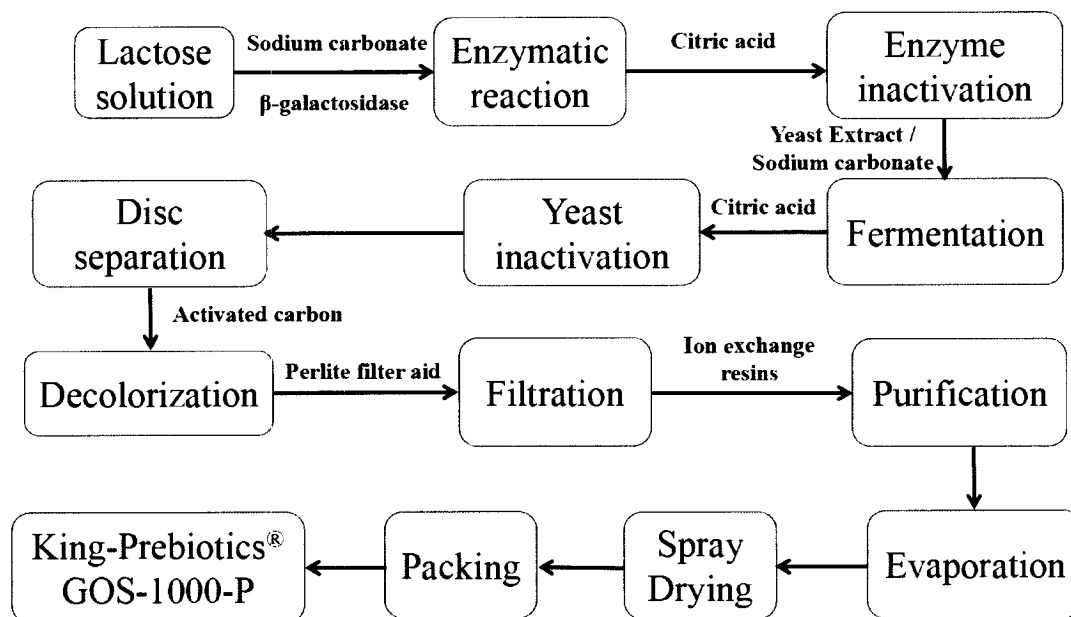 Lactose
solution
Sodium carbonate
β-galactosidase
Enzymatic
reaction
Citric acid
Enzyme
inactivation
Yeast Extract /
Sodium carbonate
Fermentation
Citric acid
Yeast
inactivation
Disc
separation
Activated carbon
Decolorization
Perlite filter aid
Filtration
Ion exchange
resins
Purification
Evaporation
Spray
Drying
Packing
King-Prebiotics®
GOS-1000-P